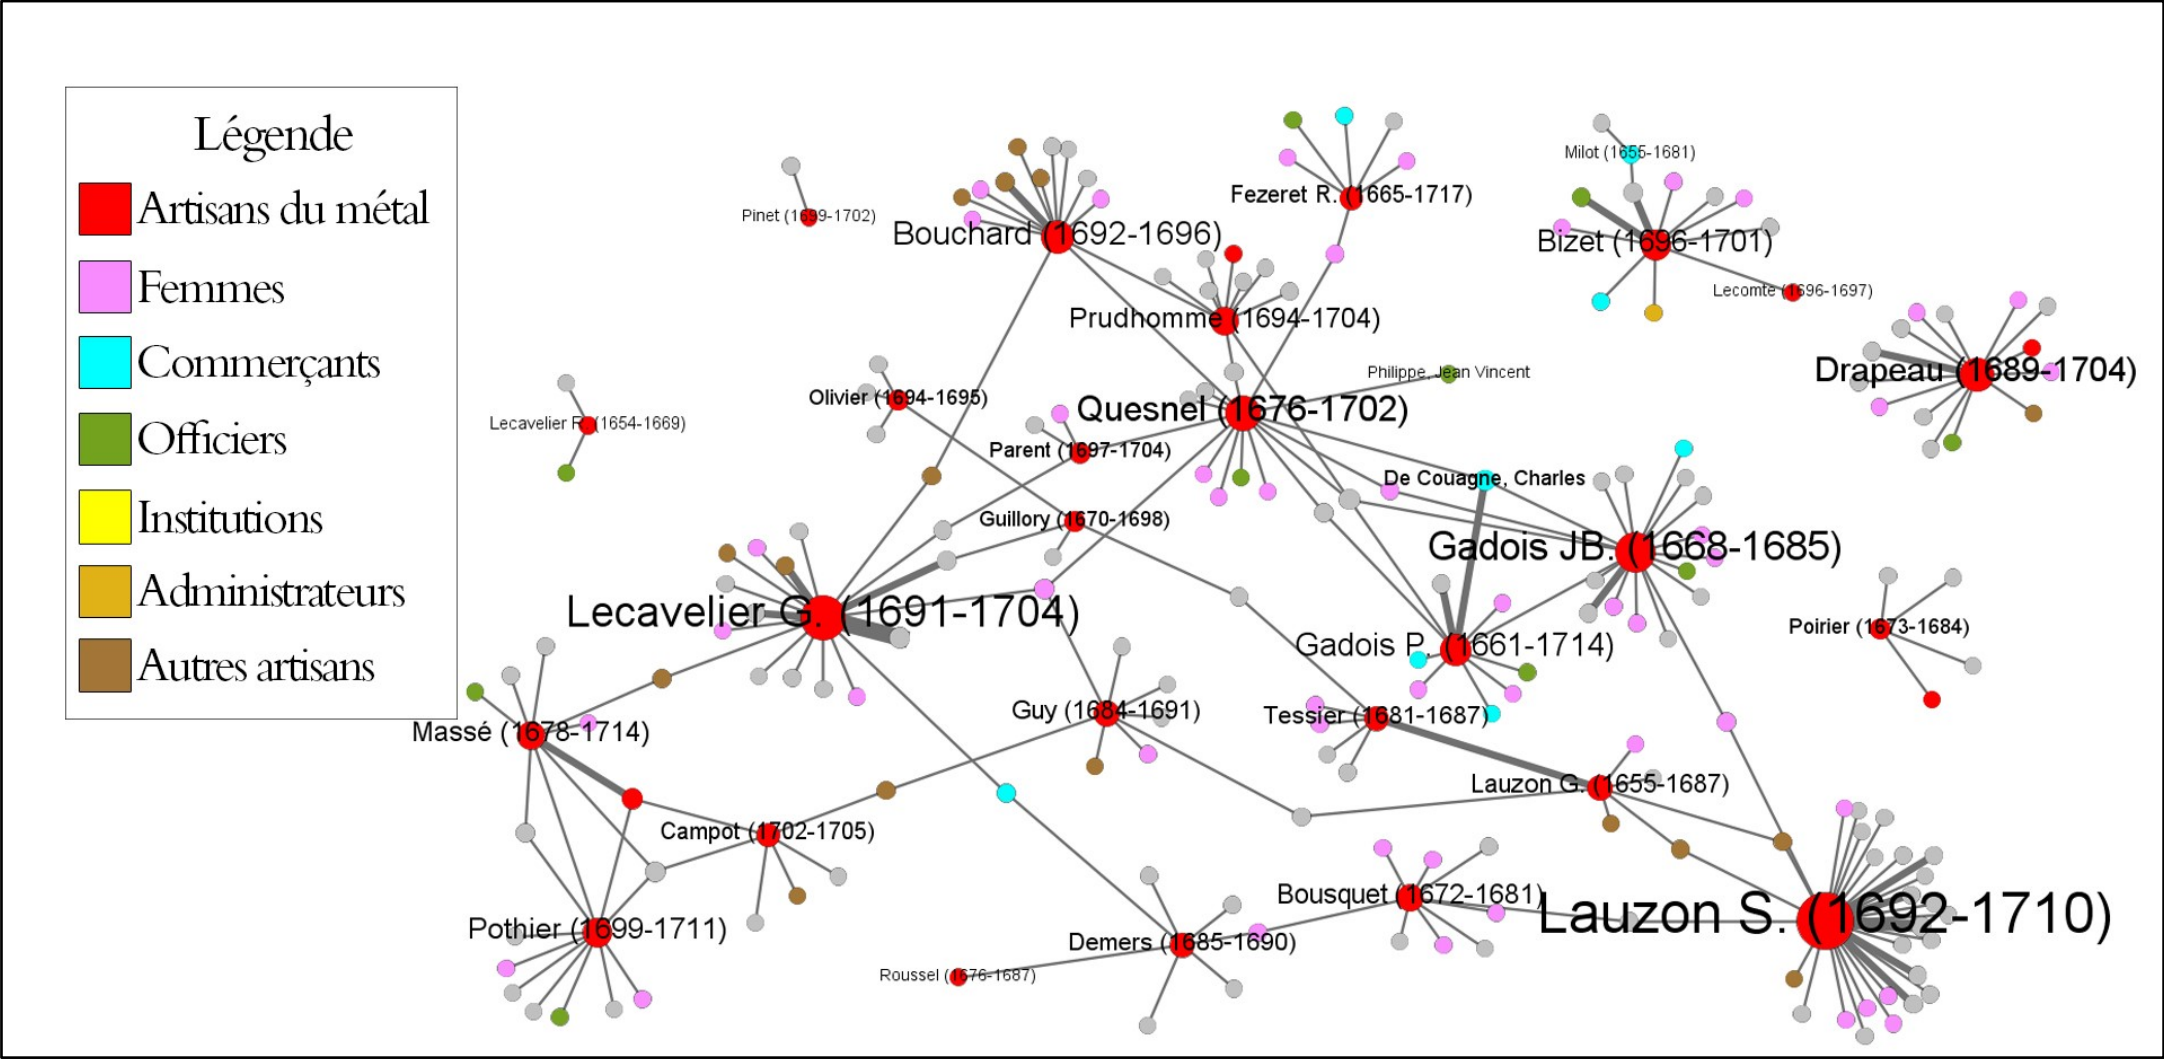 Légende
Artisans du métal
Femmes
Commerçants
Officiers
Institutions
Administrateurs
Autres artisans
Pinet (1699-1702)
Bouchard (1692-1696)
Fezeret R. (1665-1717)
Milot (1655-1681)
Bizet (1696-1701)
Lecomte (1696-1697)
Prudhomme (1694-1704)
Philippe, Jean Vincent
Drapeau (1689-1704)
Olivier (1694-1695)
Quesnel (1676-1702)
Lecavelier R. (1654-1669)
Parent (1697-1704)
De Couagne, Charles
Guillory (1670-1698)
Gadois JB. (1668-1685)
Lecavelier G. (1691-1704)
Gadois P. (1661-1714)
Poirier (1673-1684)
Massé (1678-1714)
Guy (1684-1691)
Tessier (1681-1687)
Lauzon G. (1655-1687)
Campot (1702-1705)
Bousquet (1672-1681)
Lauzon S. (1692-1710)
Pothier (1699-1711)
Demers (1685-1690)
Roussel (1676-1687)